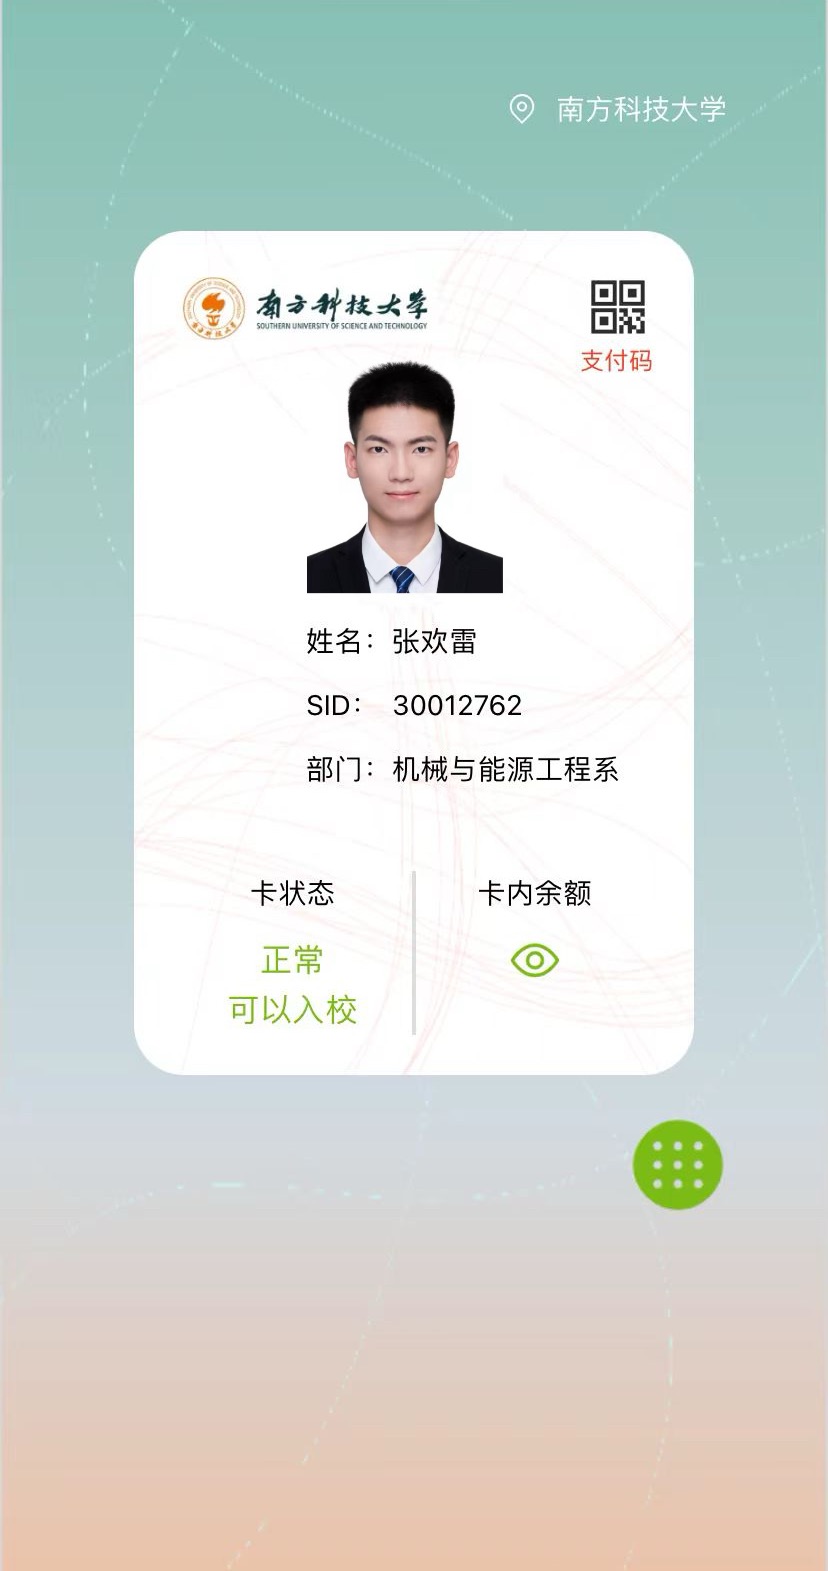 南方科技大学
南方科技大学
SOUTHERN UNIVERSITY OF SCIENCE AND TECHNOLOGY
支付码
姓名：张欢雷
SID： 30012762
部门：机械与能源工程系
卡状态
卡内余额
正常
可以入校